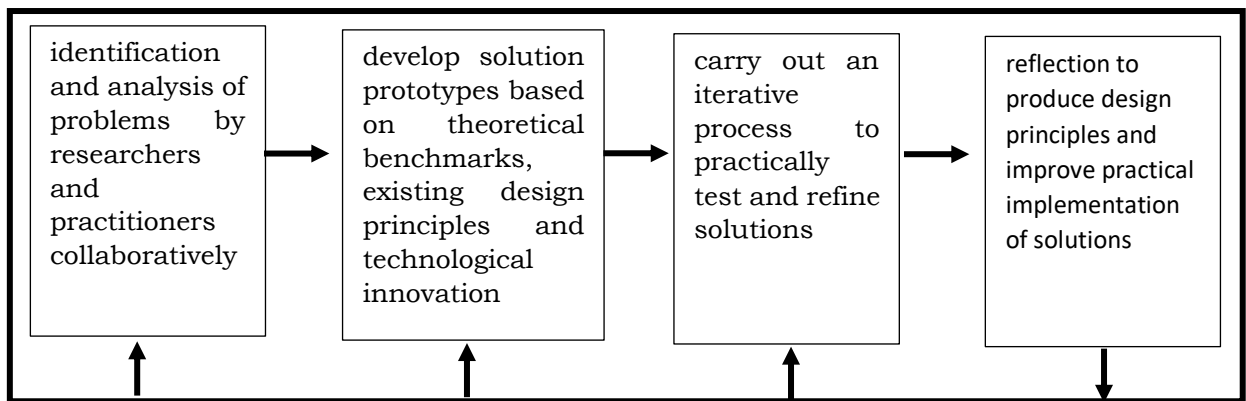 identification
and analysis of
problems by
researchers
and
practitioners
collaboratively
develop solution
prototypes based
on theoretical
benchmarks,
existing design
principles and
technological
innovation
carry out an
iterative
process to
practically
test and refine
solutions
reflection to
produce design
principles and
improve practical
implementation
of solutions